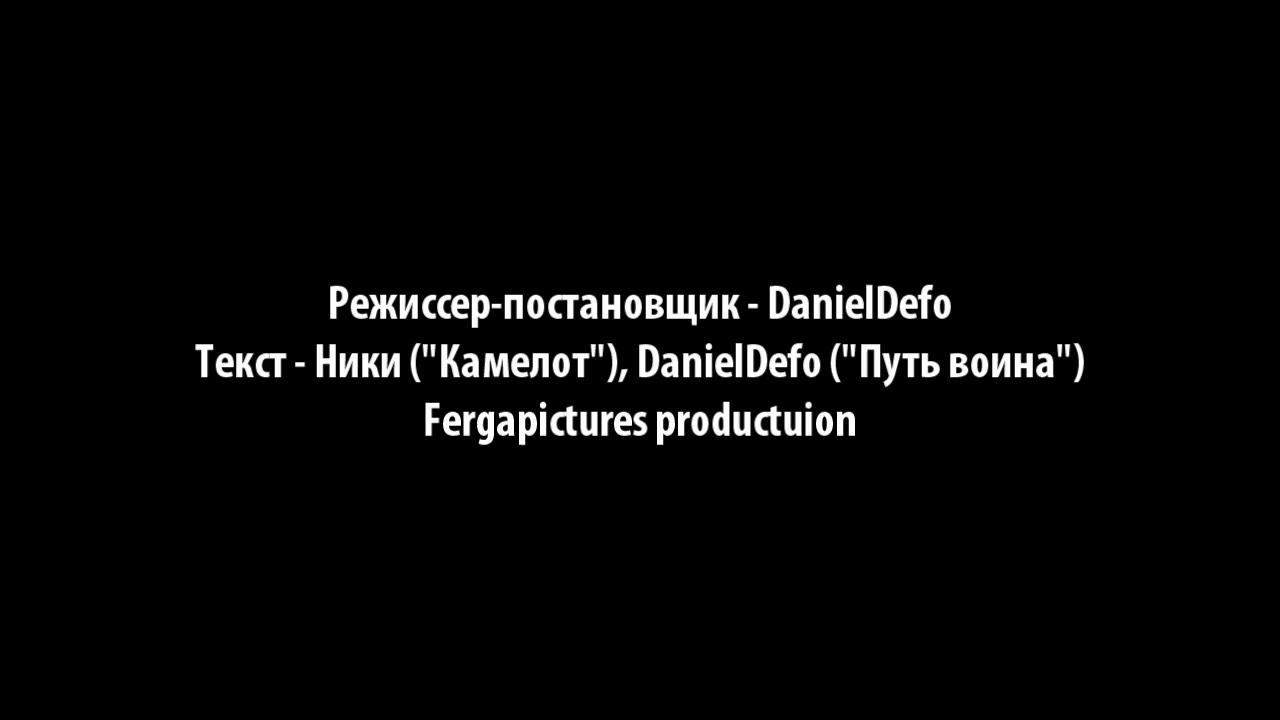 Режиссер-постановщик - DanielDefo
Текст - Ники ("Камелот"), DanielDefo ("Путь воина")
Fergapictures productuion